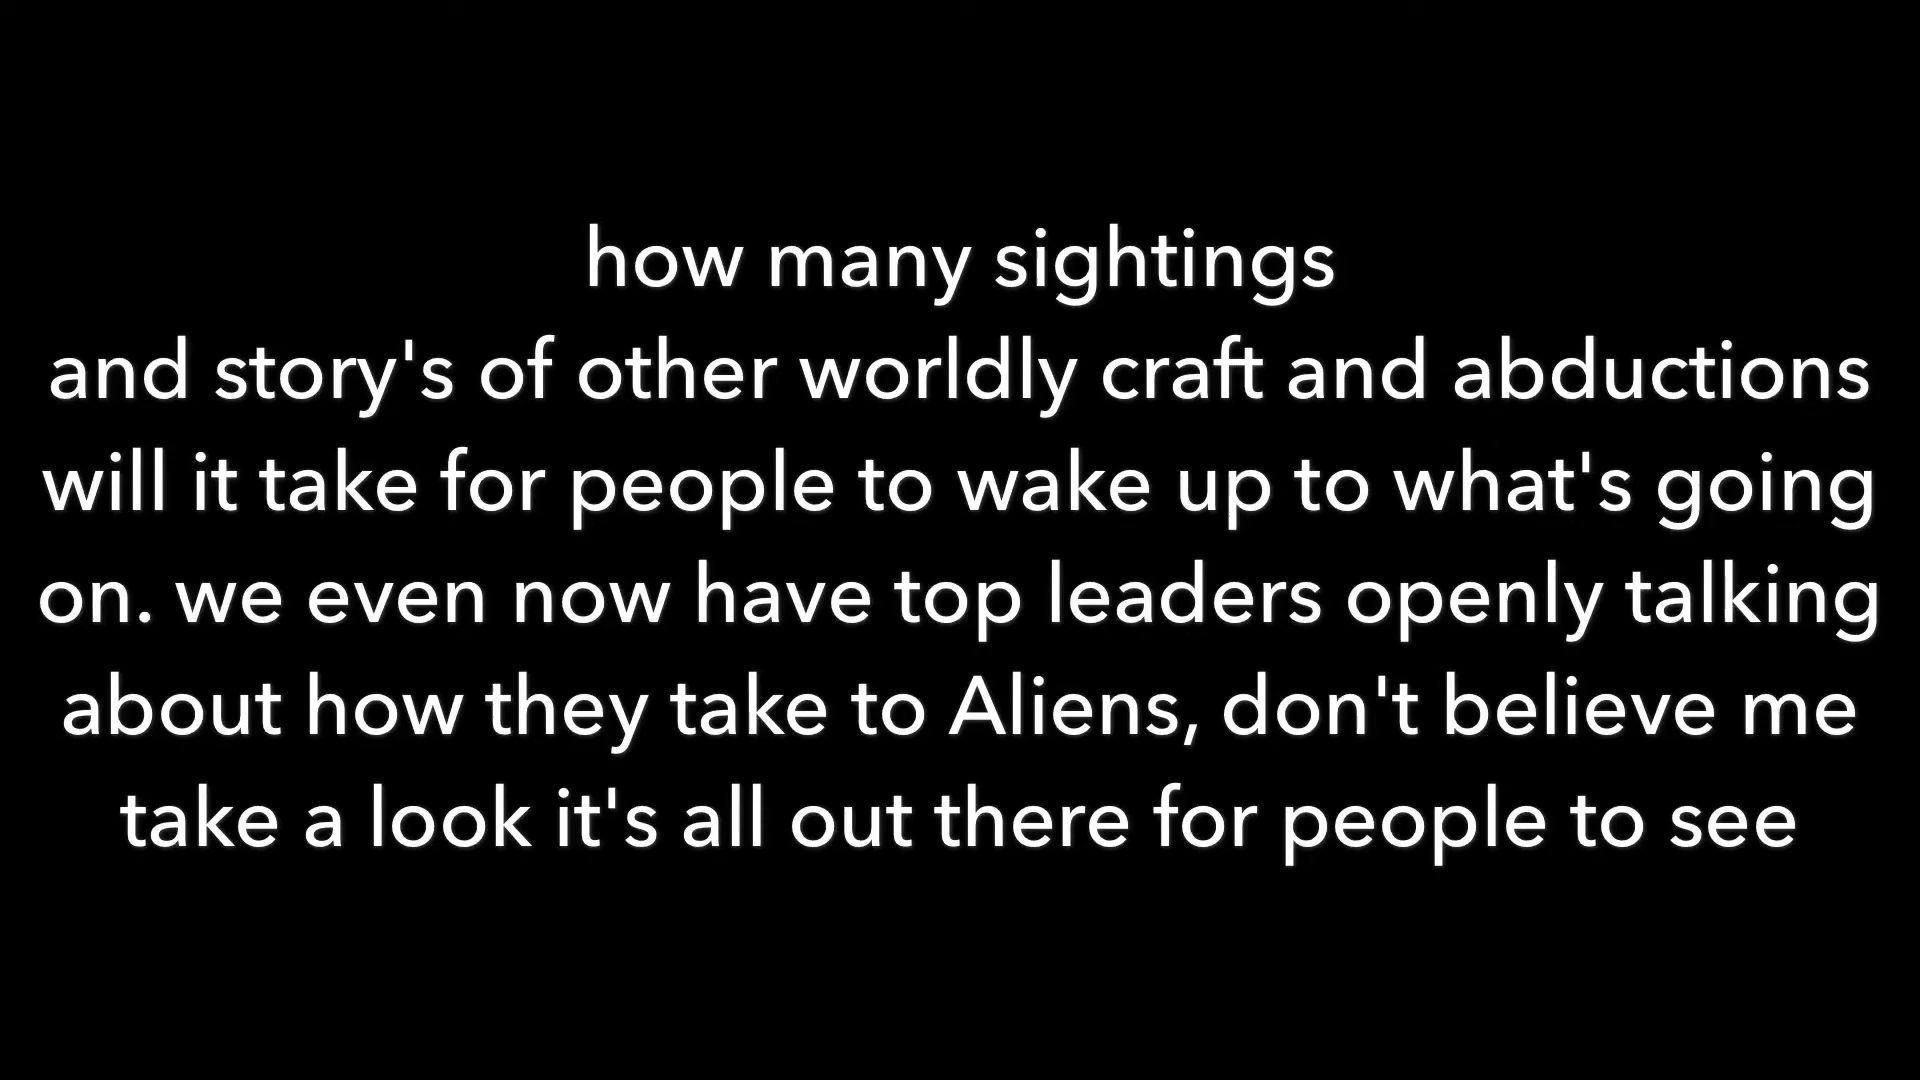 how many sightings
and story's of other worldly craft and abductions
will it take for people to wake up to what's going
on. we even now have top leaders openly talking
about how they take to Aliens, don't believe me
take a look it's all out there for people to see